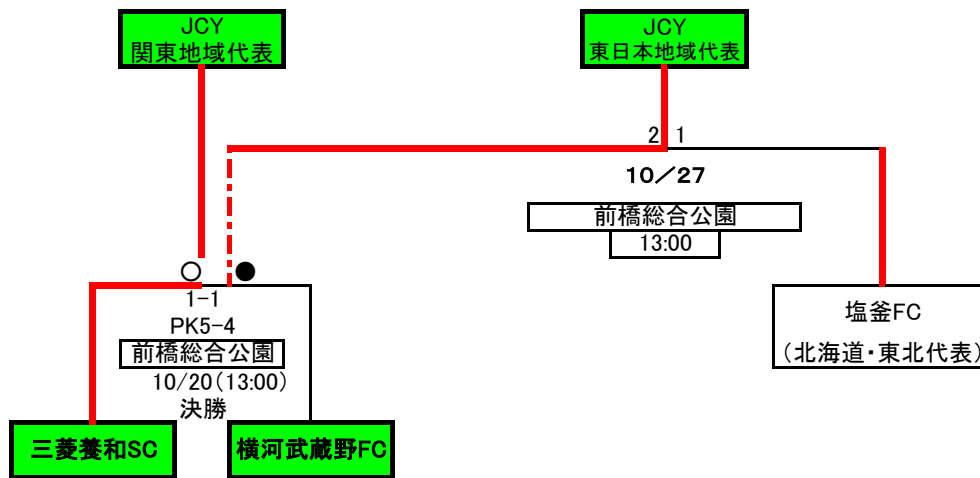 JCY
関東地域代表
JCY
東日本地域代表
2 1
10／27
前橋総合公園
13:00
○ ●
1-1
PK5-4
前橋総合公園
10/20(13:00)
決勝
塩釜FC
（北海道・東北代表）
三菱養和SC
横河武蔵野FC